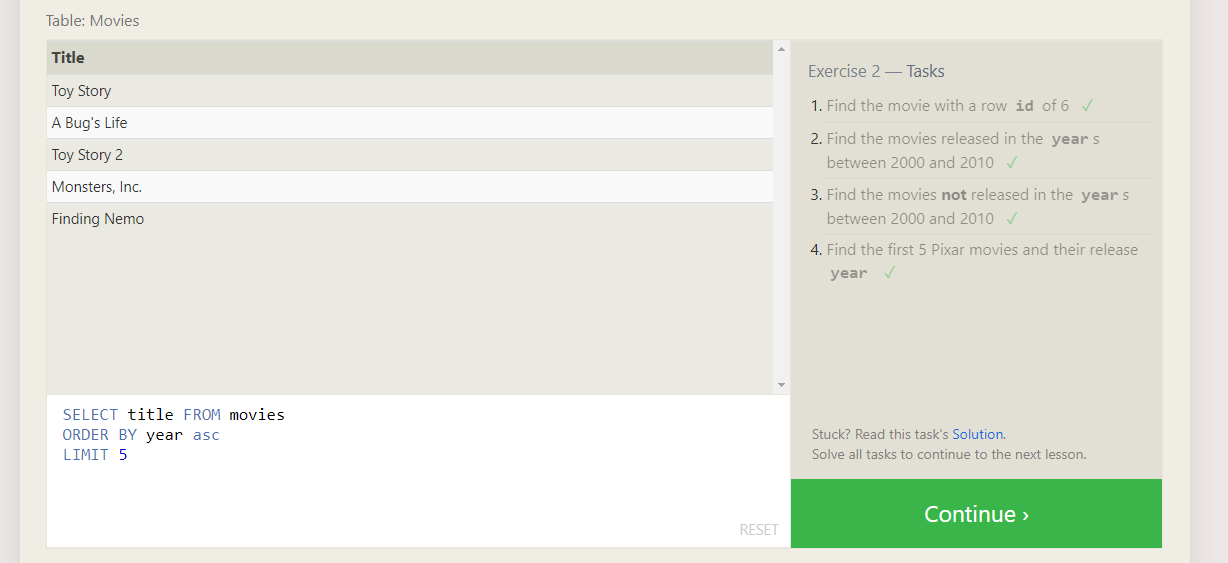 Table: Movies
Title
Toy Story
A Bug's Life
Toy Story 2
Monsters, Inc.
Finding Nemo
SELECT title FROM movies
ORDER BY year asc
LIMIT 5
RESET
Exercise 2 — Tasks
1. Find the movie with a row id of 6 ✓
2. Find the movies released in the year s
between 2000 and 2010 ✓
3. Find the movies not released in the year s
between 2000 and 2010 ✓
4. Find the first 5 Pixar movies and their release
year ✓
Stuck? Read this task's Solution.
Solve all tasks to continue to the next lesson.
Continue ›